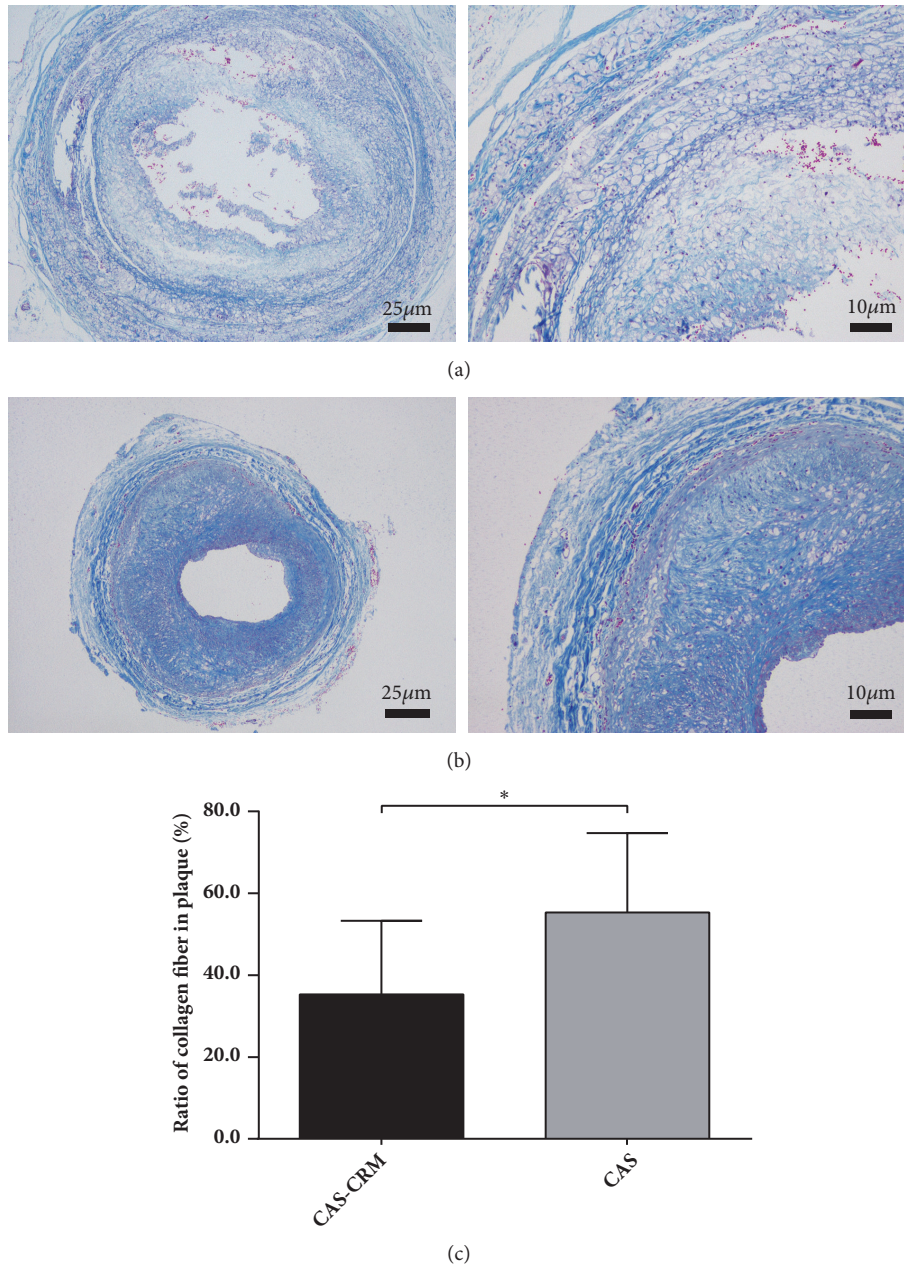 25μm
10μm
(a)
25μm
10μm
(b)
*
80.0
60.0
40.0
20.0
0.0
Ratio of collagen fiber in plaque (%)
CAS-CRM
CAS
(c)